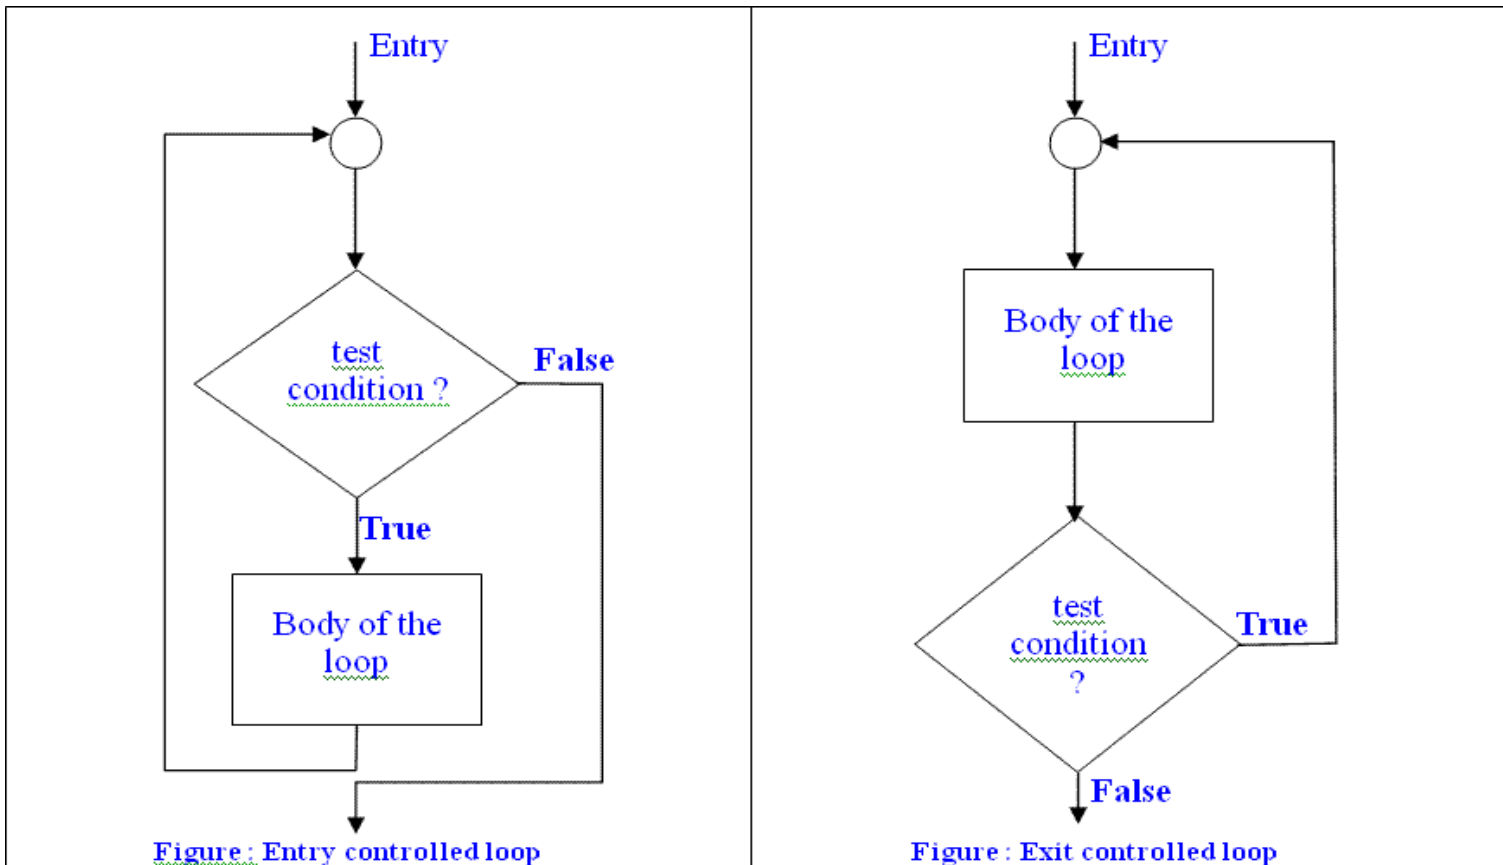 Entry
test
condition ?
False
True
Body of the
loop
Figure : Entry controlled loop
Entry
Body of the
loop
test
condition
?
True
False
Figure : Exit controlled loop